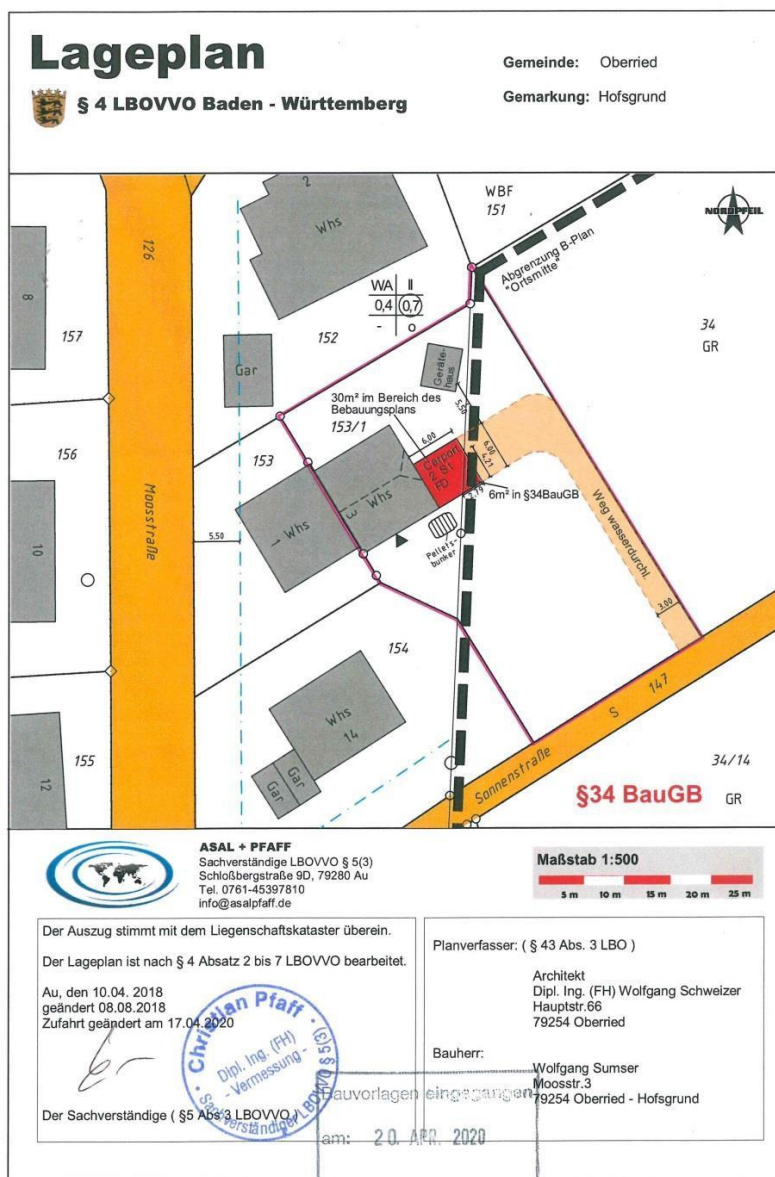 Lageplan
§ 4 LBOVVO Baden - Württemberg
Gemeinde: Oberried
Gemarkung: Hofsgrund
NORDPFEIL
WBF
151
2
Whs
126
Abgrenzung B-Plan
"Ortsmitte"
8
157
WA II
0,4 0,7
- o
152
34
GR
Gar
Geräte-
haus
30m² im Bereich des
Bebauungsplans
5.50
153/1
6.00
153
Carport
2 St
FD
6.00
4.21
156
Moosstraße
Whs
3
Whs
1
2.79
6m² in §34BauGB
Pellets-
bunker
Weg wasserdurchl.
10
5.50
3.00
154
Whs
14
147
S
Sonnenstraße
155
12
Gar
Gar
34/14
§34 BauGB
GR
ASAL + PFAFF
Sachverständige LBOVVO § 5(3)
Schloßbergstraße 9D, 79280 Au
Tel. 0761-45397810
info@asalpfaff.de
Maßstab 1:500
5 m 10 m 15 m 20 m 25 m
Der Auszug stimmt mit dem Liegenschaftskataster überein.
Der Lageplan ist nach § 4 Absatz 2 bis 7 LBOVVO bearbeitet.
Au, den 10.04. 2018
geändert 08.08.2018
Zufahrt geändert am 17.04.2020
Christian Pfaff
Dipl. Ing. (FH)
- Vermessung -
Sachverständiger LBOVVO § 5(3)
Der Sachverständige ( §5 Abs 3 LBOVVO )
Planverfasser: ( § 43 Abs. 3 LBO )
Architekt
Dipl. Ing. (FH) Wolfgang Schweizer
Hauptstr.66
79254 Oberried
Bauherr:
Wolfgang Sumser
Moosstr.3
79254 Oberried - Hofsgrund
Bauvorlagen eingegangen
am: 20. APR. 2020